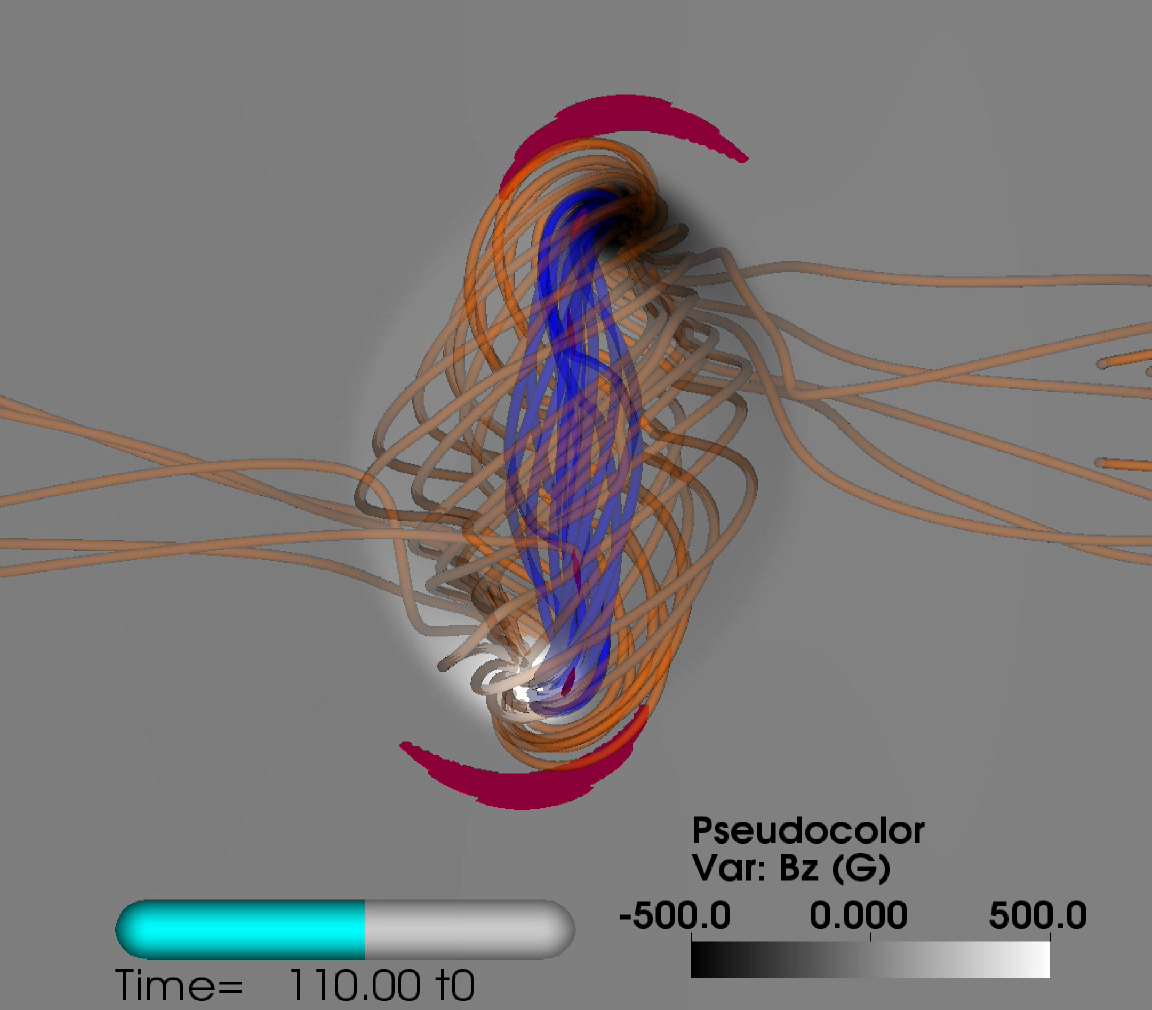 Pseudocolor
Var: Bz (G)
-500.0 0.000 500.0
Time= 110.00 t0